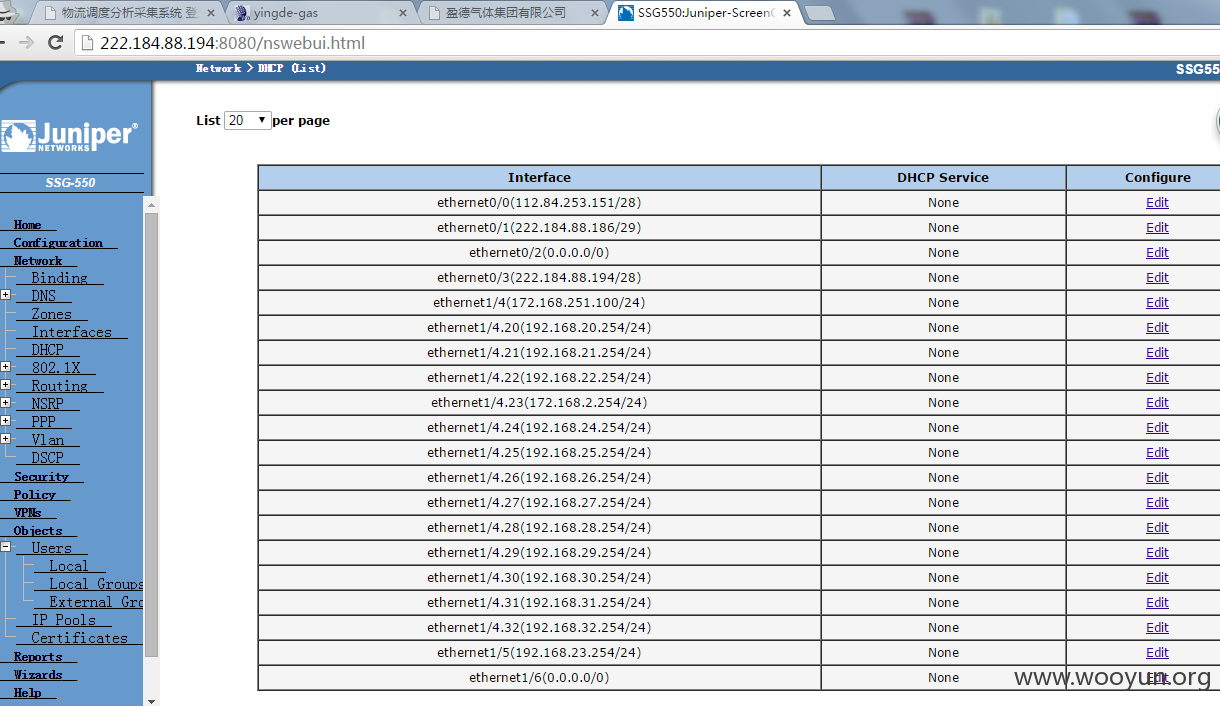 物流调度分析采集系统 登
yingde-gas
盈德气体集团有限公司
SSG550:Juniper-Screen
222.184.88.194:8080/nswebui.html
Network > DHCP (List)
SSG55
Juniper®
NETWORKS
SSG-550
List 20 per page
Home
Configuration
Network
Binding
DNS
Zones
Interfaces
DHCP
802.1X
Routing
NSRP
PPP
Vlan
DSCP
Security
Policy
VPNs
Objects
Users
Local
Local Groups
External Gro
IP Pools
Certificates
Reports
Wizards
Help
Interface DHCP Service Configure
ethernet0/0(112.84.253.151/28) None Edit
ethernet0/1(222.184.88.186/29) None Edit
ethernet0/2(0.0.0.0/0) None Edit
ethernet0/3(222.184.88.194/28) None Edit
ethernet1/4(172.168.251.100/24) None Edit
ethernet1/4.20(192.168.20.254/24) None Edit
ethernet1/4.21(192.168.21.254/24) None Edit
ethernet1/4.22(192.168.22.254/24) None Edit
ethernet1/4.23(172.168.2.254/24) None Edit
ethernet1/4.24(192.168.24.254/24) None Edit
ethernet1/4.25(192.168.25.254/24) None Edit
ethernet1/4.26(192.168.26.254/24) None Edit
ethernet1/4.27(192.168.27.254/24) None Edit
ethernet1/4.28(192.168.28.254/24) None Edit
ethernet1/4.29(192.168.29.254/24) None Edit
ethernet1/4.30(192.168.30.254/24) None Edit
ethernet1/4.31(192.168.31.254/24) None Edit
ethernet1/4.32(192.168.32.254/24) None Edit
ethernet1/5(192.168.23.254/24) None Edit
ethernet1/6(0.0.0.0/0) None Edit
www.wooyun.org